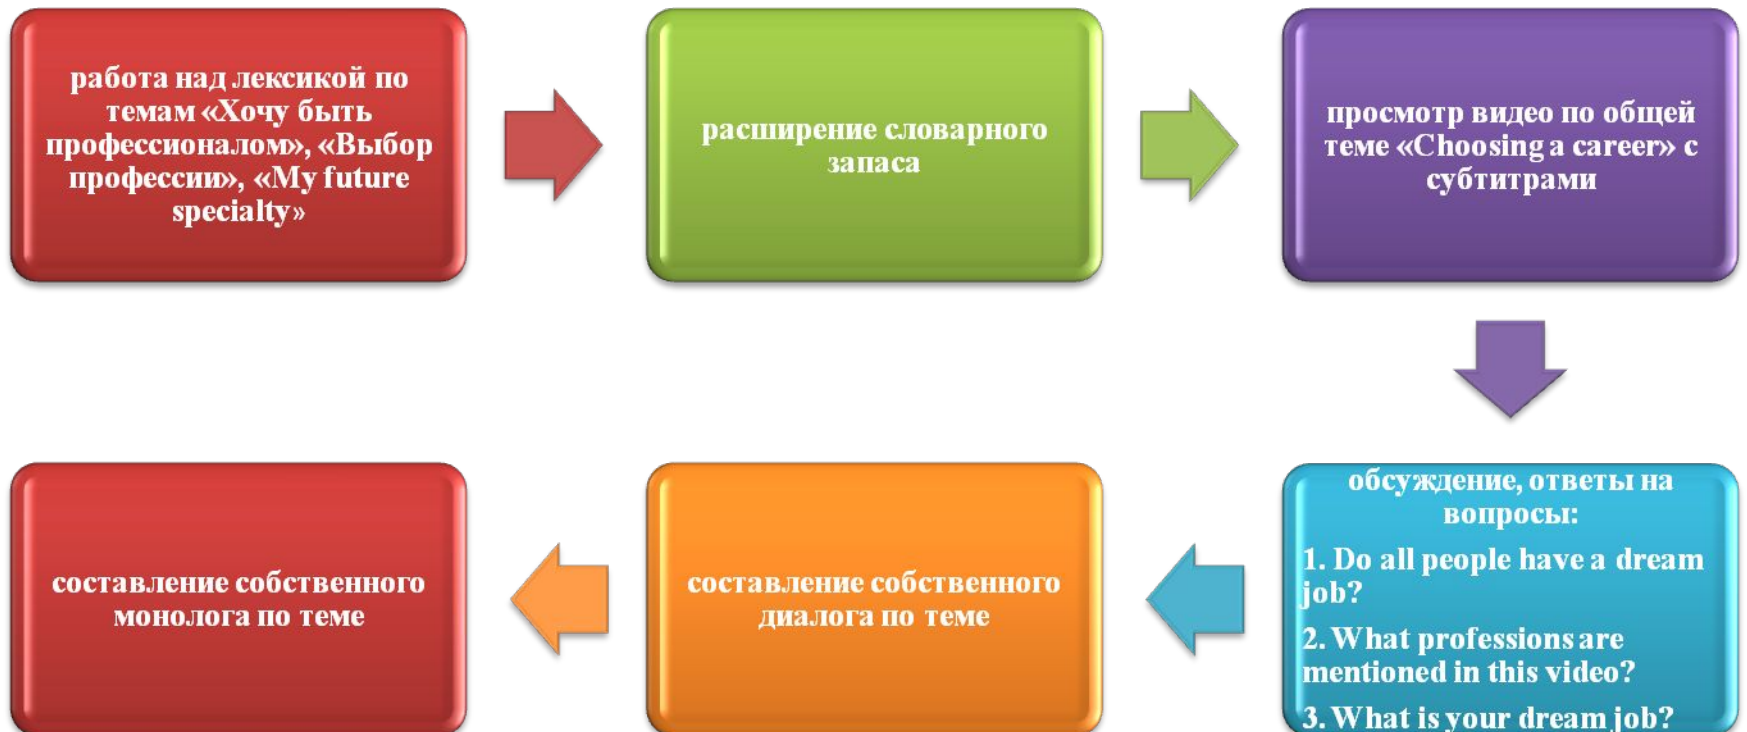 работа над лексикой по
темам «Хочу быть
профессионалом», «Выбор
профессии», «My future
specialty»
расширение словарного
запаса
просмотр видео по общей
теме «Choosing a career» с
субтитрами
обсуждение, ответы на
вопросы:
1. Do all people have a dream
job?
2. What professions are
mentioned in this video?
3. What is your dream job?
составление собственного
диалога по теме
составление собственного
монолога по теме